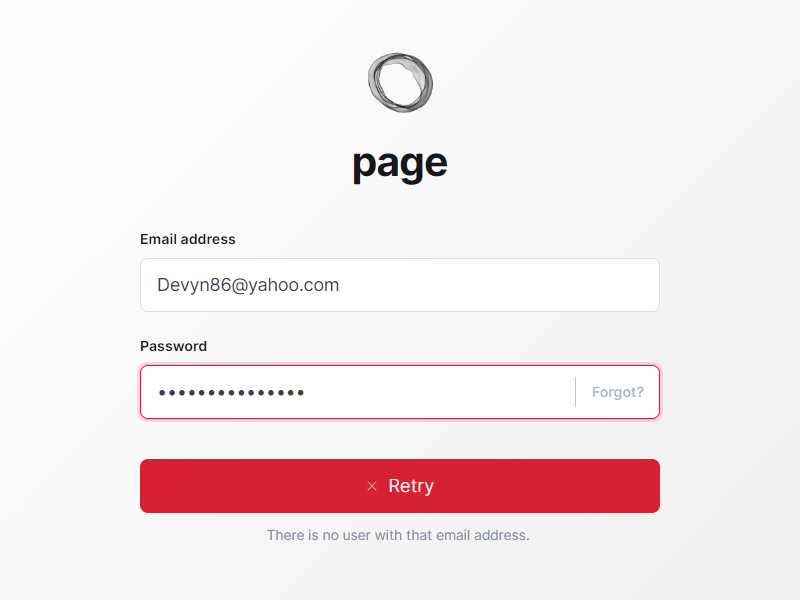 page
Email address
Devyn86@yahoo.com
Password
•••••••••••••••
Forgot?
× Retry
There is no user with that email address.